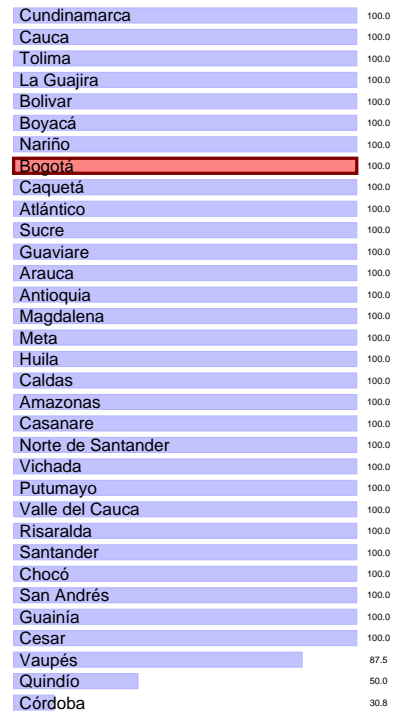 Cundinamarca 100.0
Cauca 100.0
Tolima 100.0
La Guajira 100.0
Bolivar 100.0
Boyacá 100.0
Nariño 100.0
Bogotá 100.0
Caquetá 100.0
Atlántico 100.0
Sucre 100.0
Guaviare 100.0
Arauca 100.0
Antioquia 100.0
Magdalena 100.0
Meta 100.0
Huila 100.0
Caldas 100.0
Amazonas 100.0
Casanare 100.0
Norte de Santander 100.0
Vichada 100.0
Putumayo 100.0
Valle del Cauca 100.0
Risaralda 100.0
Santander 100.0
Chocó 100.0
San Andrés 100.0
Guainía 100.0
Cesar 100.0
Vaupés 87.5
Quindío 50.0
Córdoba 30.8